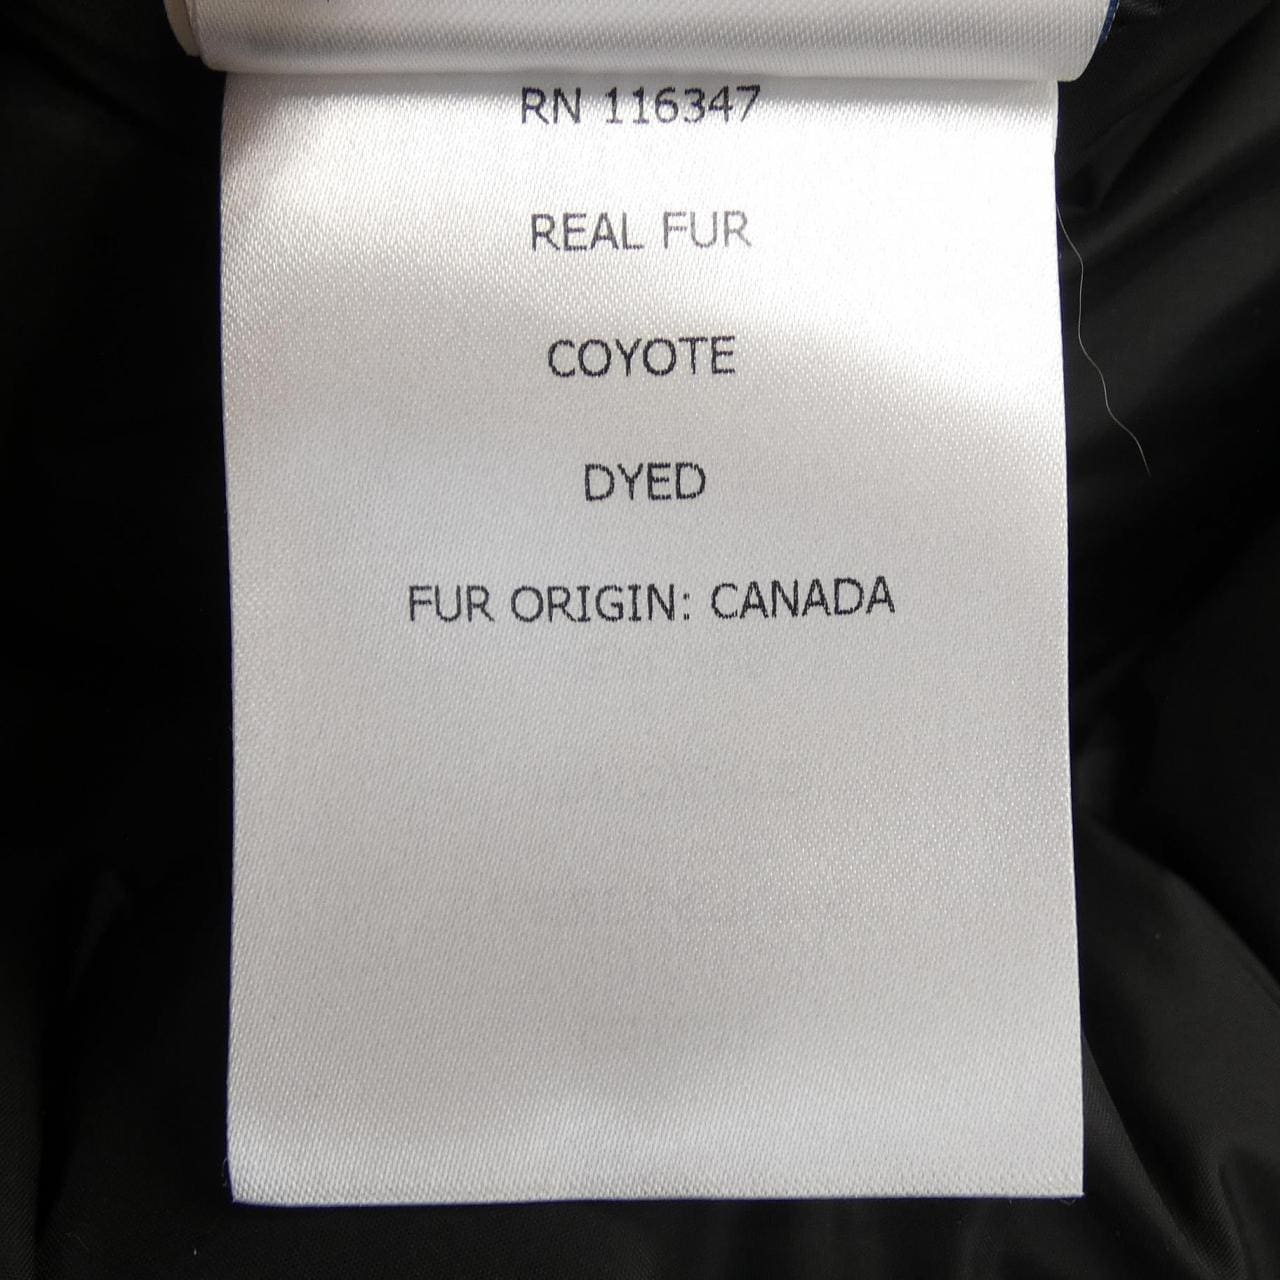 RN 116347
REAL FUR
COYOTE
DYED
FUR ORIGIN: CANADA